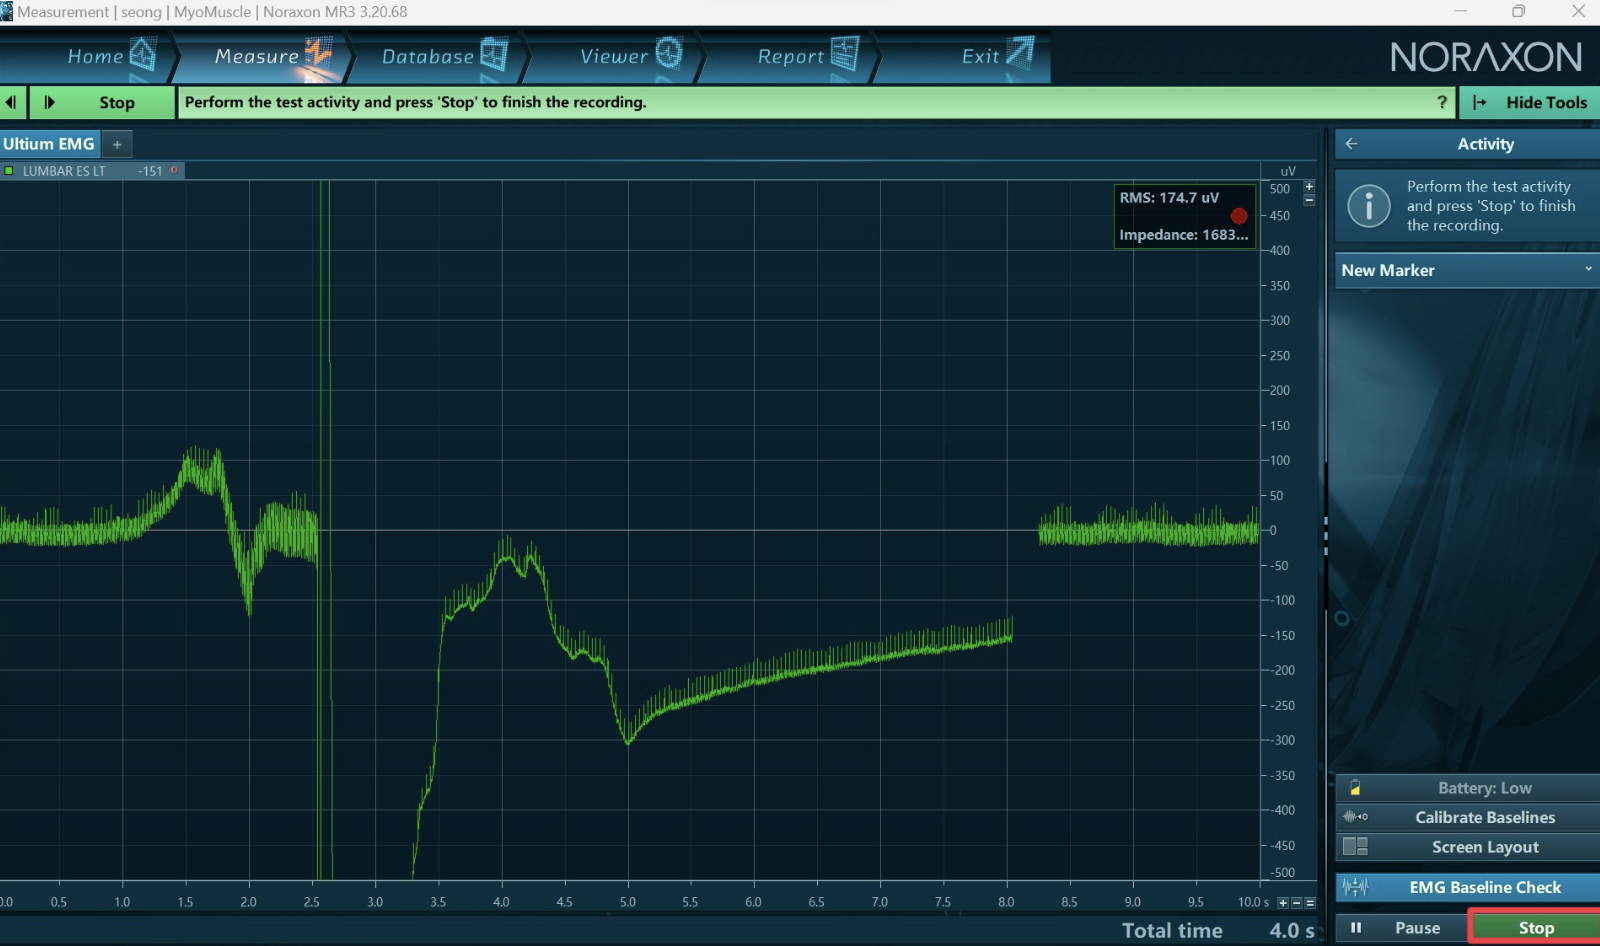 Measurement | seong | MyoMuscle | Noraxon MR3 3.20.68
Home
Measure
Database
Viewer
Report
Exit
NORAXON
Stop
Perform the test activity and press 'Stop' to finish the recording.
?
Hide Tools
Ultium EMG
+
LUMBAR ES LT -151
uV
RMS: 174.7 uV
Impedance: 1683...
500
450
400
350
300
250
200
150
100
50
0
-50
-100
-150
-200
-250
-300
-350
-400
-450
-500
0.0 0.5 1.0 1.5 2.0 2.5 3.0 3.5 4.0 4.5 5.0 5.5 6.0 6.5 7.0 7.5 8.0 8.5 9.0 9.5 10.0 s
Total time 4.0 s
Activity
Perform the test activity
and press 'Stop' to finish
the recording.
New Marker
Battery: Low
Calibrate Baselines
Screen Layout
EMG Baseline Check
Pause
Stop